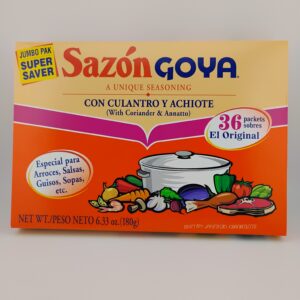 JUMBO PAK
SUPER
SAVER
Sazón GOYA
A UNIQUE SEASONING
CON CULANTRO Y ACHIOTE
(With Coriander & Annatto)
36 packets
sobres
El Original
Especial para
Arroces, Salsas,
Guisos, Sopas,
etc.
NET WT./PESO NETO 6.33 oz. (180g)